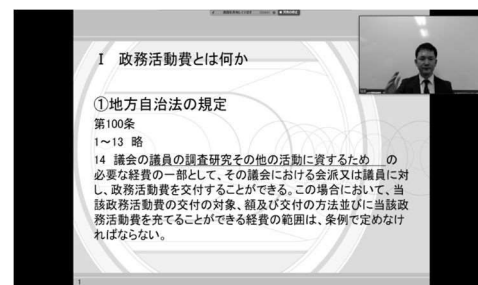 Ⅰ　政務活動費とは何か
①地方自治法の規定
第100条
1～13 略
14 議会の議員の調査研究その他の活動に資するため　の
必要な経費の一部として、その議会における会派又は議員に対
し、政務活動費を交付することができる。この場合において、当
該政務活動費の交付の対象、額及び交付の方法並びに当該政
務活動費を充てることができる経費の範囲は、条例で定めなけ
ればならない。
1